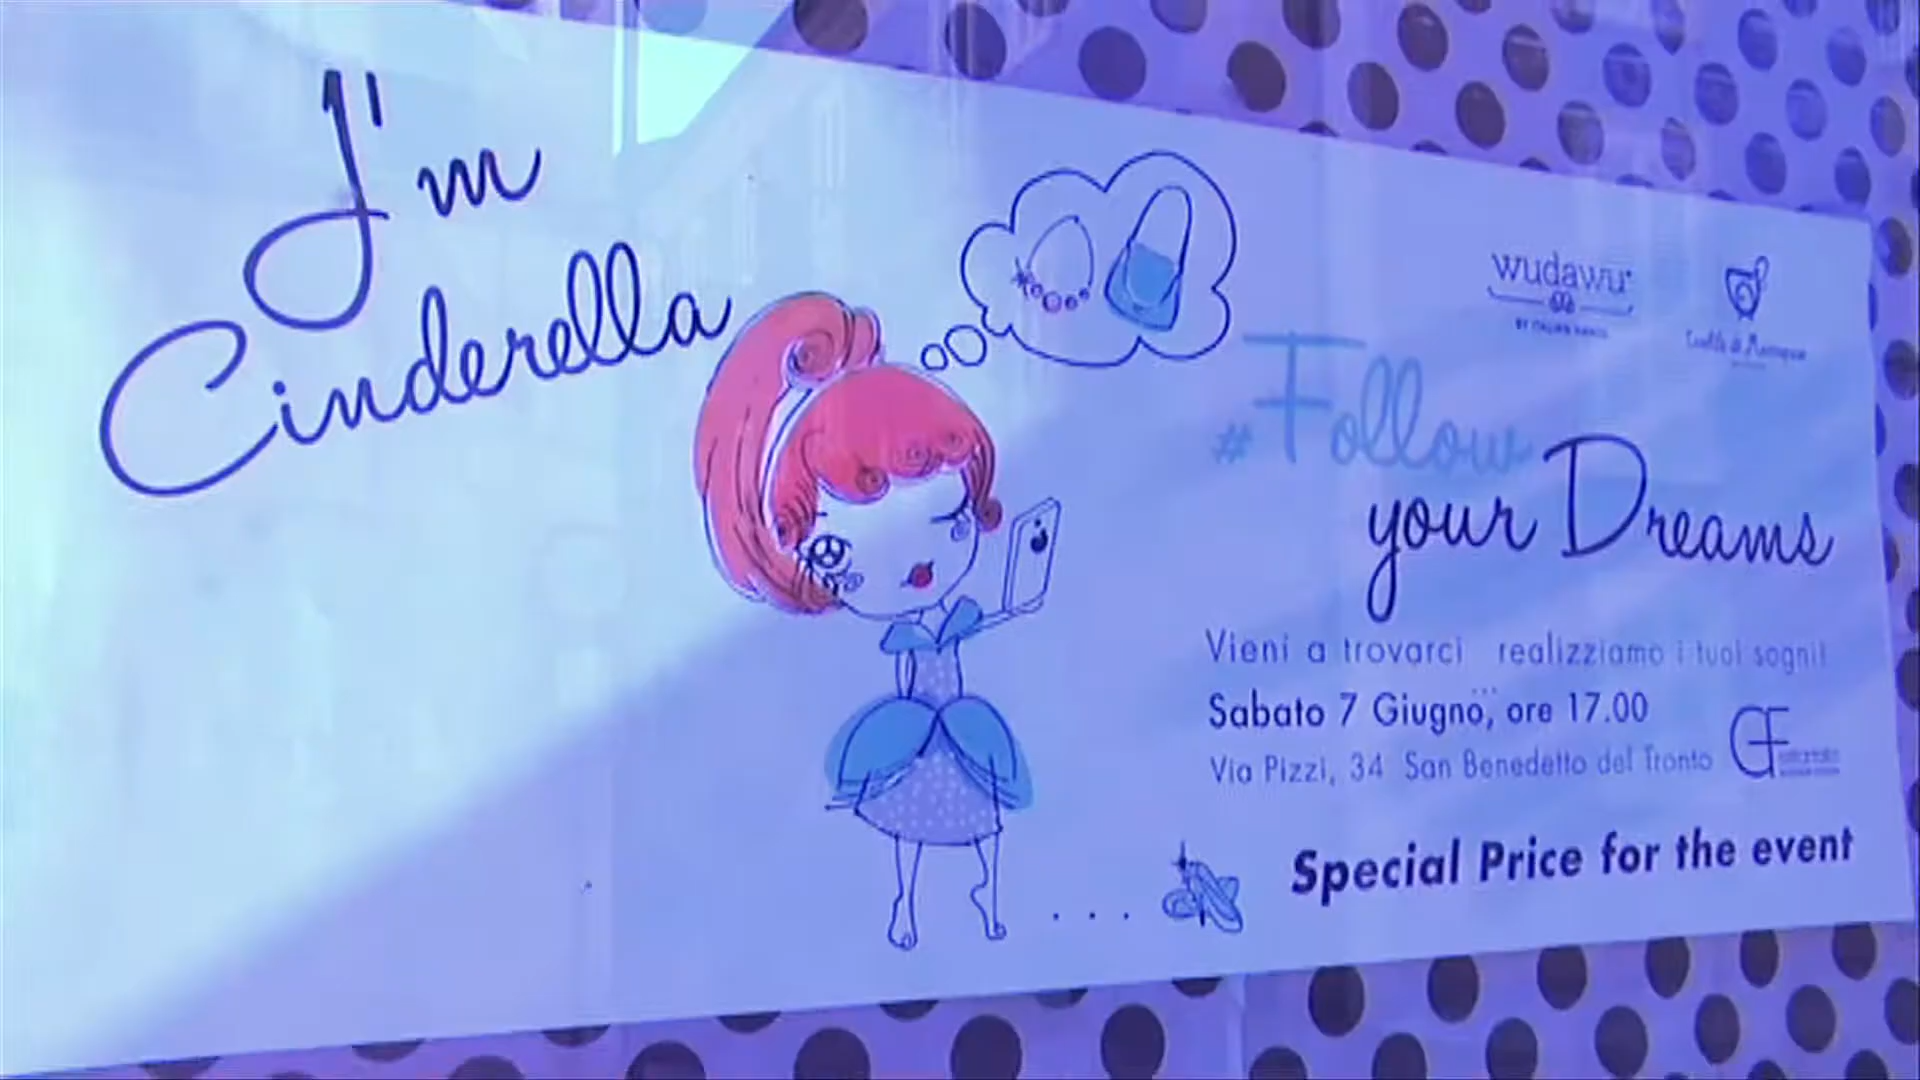 I'm
Cinderella
wudawu
#Follow
your Dreams
Vieni a trovarci realizziamo i tuoi sogni!
Sabato 7 Giugno, ore 17.00
Via Pizzi, 34 San Benedetto del Tronto
GF
Special Price for the event